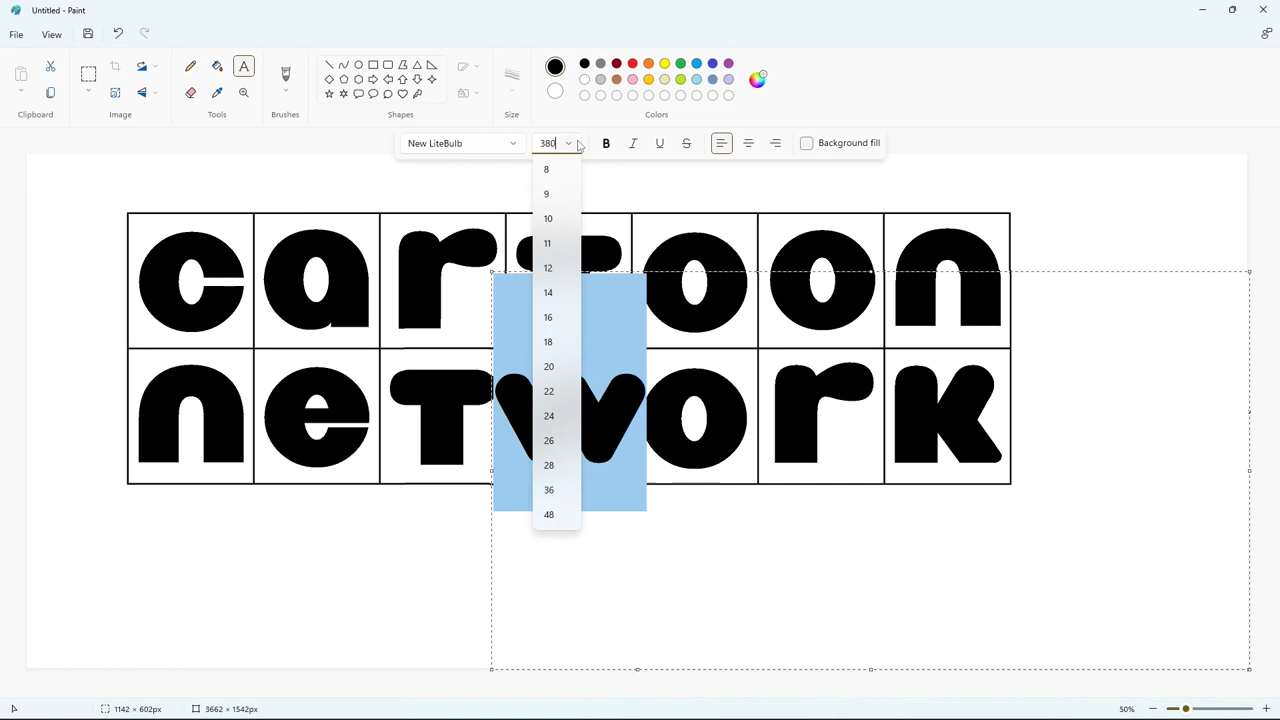 Untitled - Paint
File View
Clipboard Image Tools Brushes Shapes Size Colors
A
New LiteBulb 380 B I U S Background fill
8
9
10
11
12
14
16
18
20
22
24
26
28
36
48
carToon
neTwork
1142 × 602px 3662 × 1542px 50%